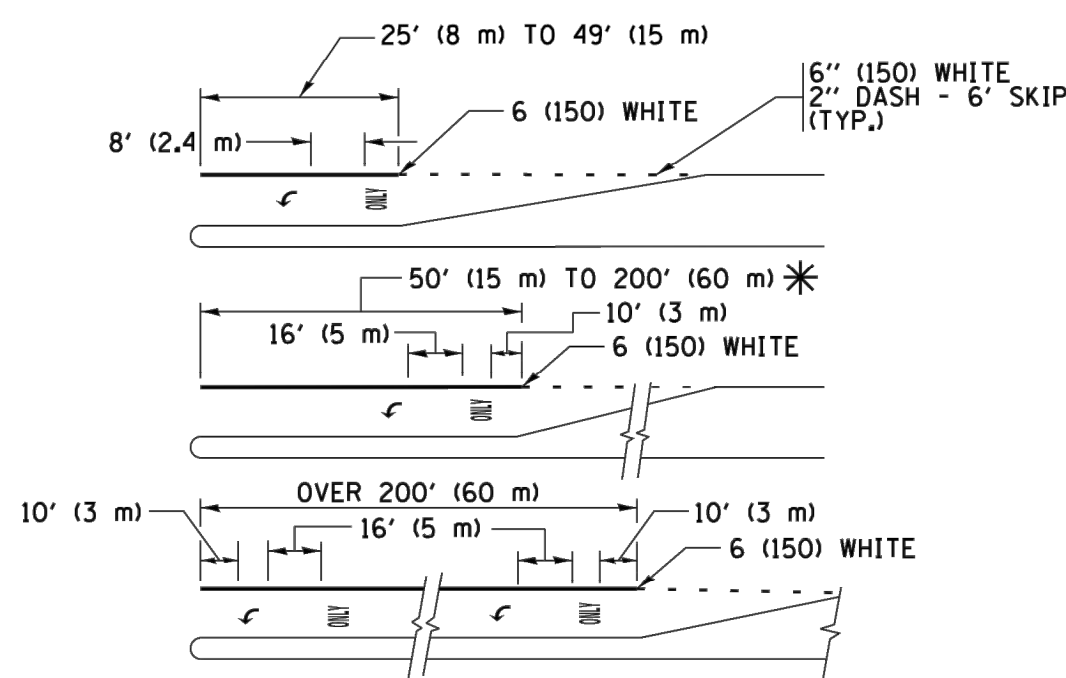 25' (8 m) TO 49' (15 m)
6'' (150) WHITE
2'' DASH - 6' SKIP
(TYP.)
6 (150) WHITE
8' (2.4 m)
ONLY
50' (15 m) TO 200' (60 m) *
10' (3 m)
16' (5 m)
6 (150) WHITE
ONLY
OVER 200' (60 m)
10' (3 m)
16' (5 m)
10' (3 m)
6 (150) WHITE
ONLY
ONLY